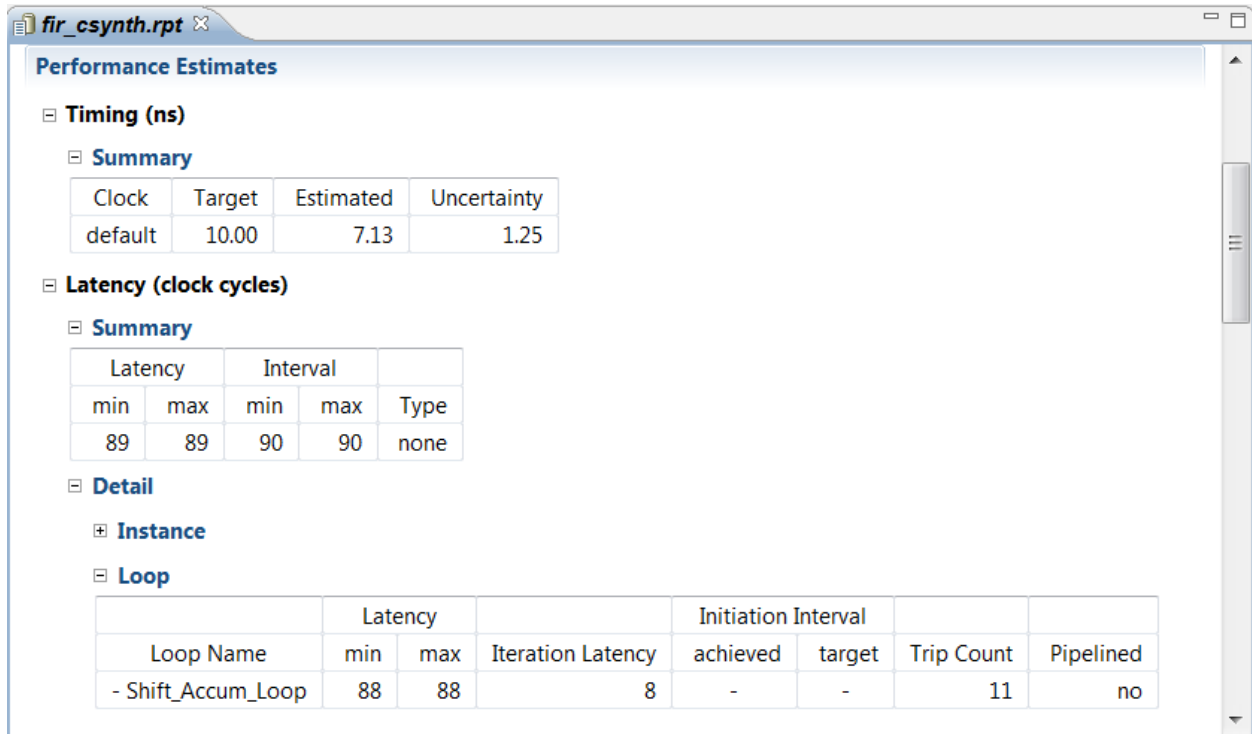 fir_csynth.rpt
Performance Estimates
Timing (ns)
Summary
Clock Target Estimated Uncertainty
default 10.00 7.13 1.25
Latency (clock cycles)
Summary
Latency Interval
min max min max Type
89 89 90 90 none
Detail
Instance
Loop
Latency Initiation Interval
Loop Name min max Iteration Latency achieved target Trip Count Pipelined
- Shift_Accum_Loop 88 88 8 - - 11 no